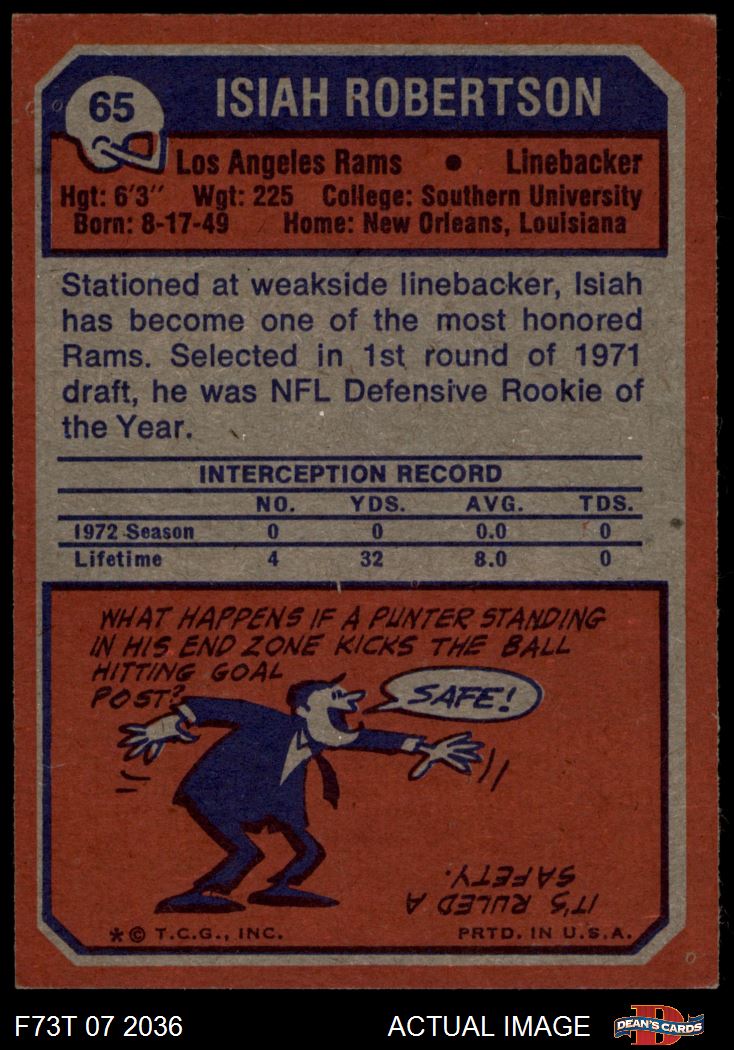 65
ISIAH ROBERTSON
Los Angeles Rams • Linebacker
Hgt: 6'3" Wgt: 225 College: Southern University
Born: 8-17-49 Home: New Orleans, Louisiana
Stationed at weakside linebacker, Isiah
has become one of the most honored
Rams. Selected in 1st round of 1971
draft, he was NFL Defensive Rookie of
the Year.
INTERCEPTION RECORD
NO. YDS. AVG. TDS.
1972 Season 0 0 0.0 0
Lifetime 4 32 8.0 0
WHAT HAPPENS IF A PUNTER STANDING
IN HIS END ZONE KICKS THE BALL
HITTING GOAL
POST?
SAFE!
IT'S RULED A
SAFETY.
*© T.C.G., INC. PRTD. IN U.S.A.
F73T 07 2036 ACTUAL IMAGE
D
DEAN'S CARDS